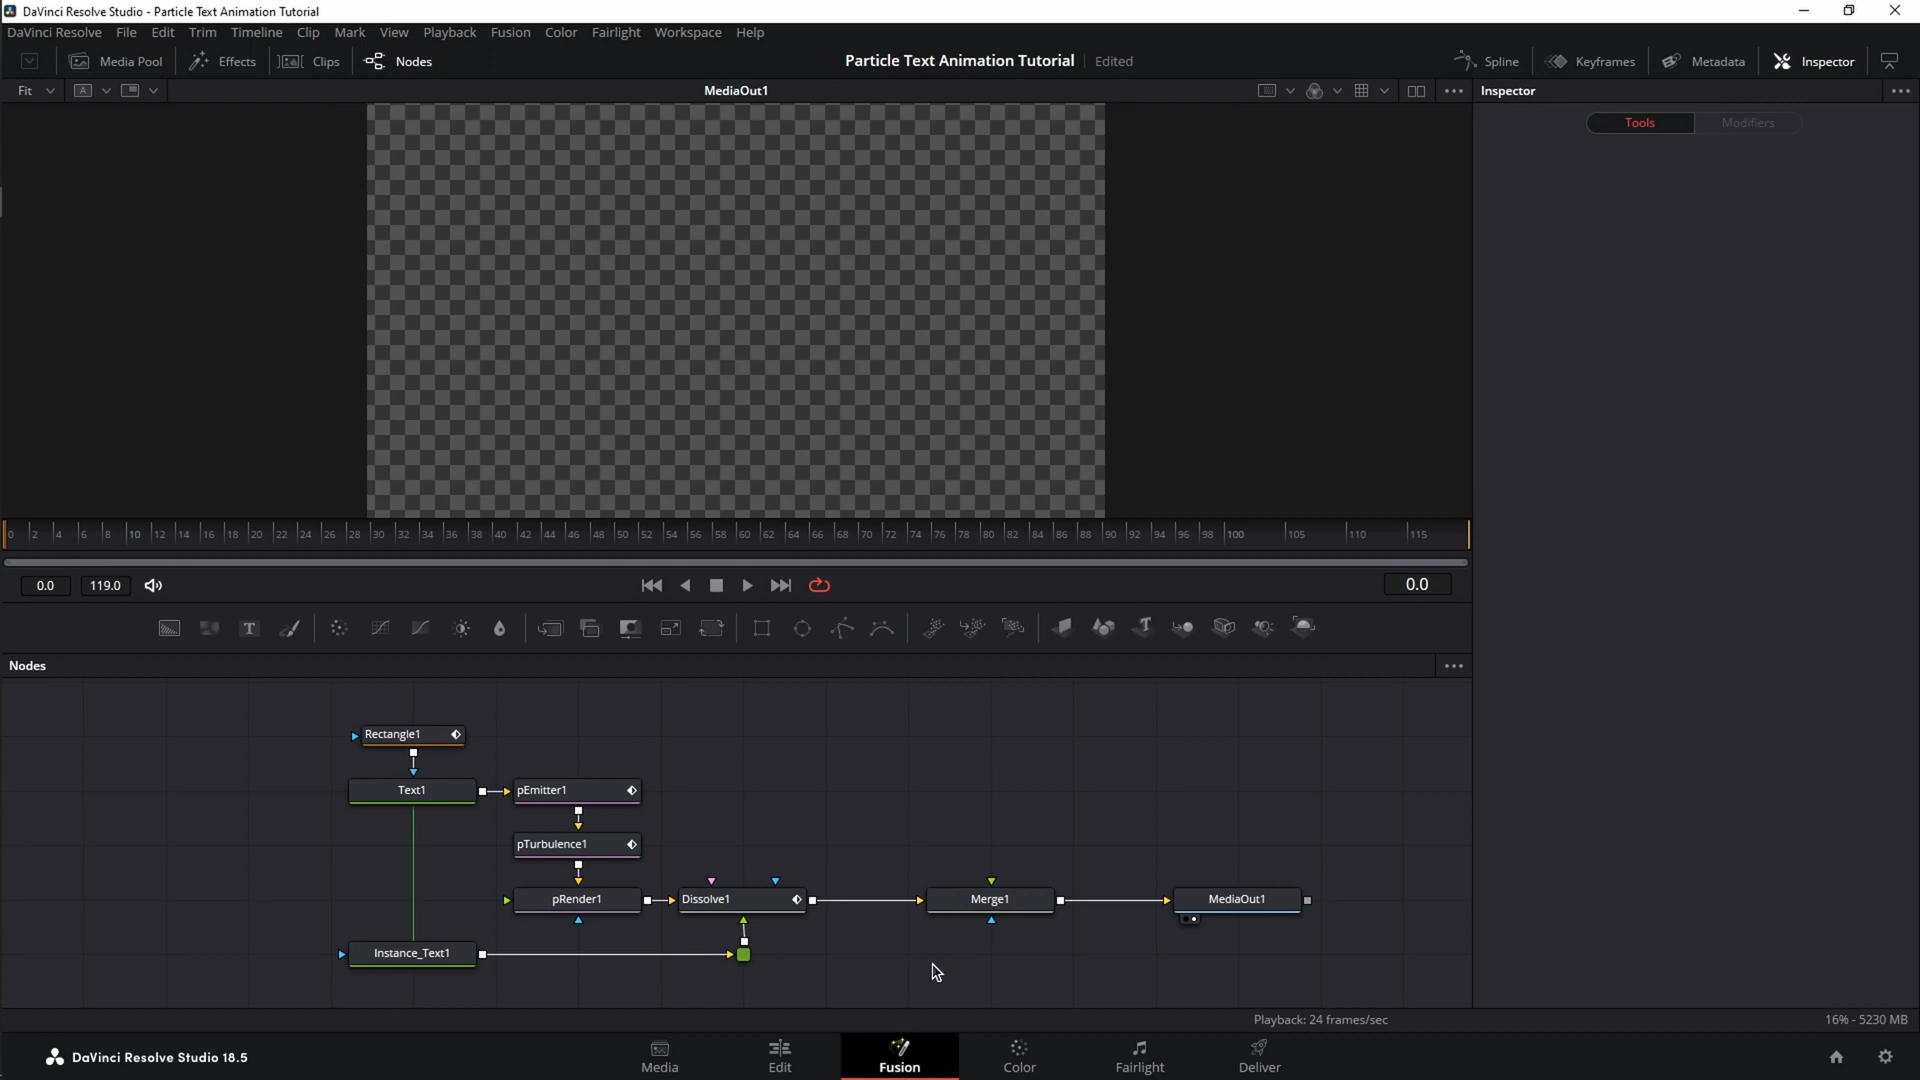 DaVinci Resolve Studio - Particle Text Animation Tutorial
DaVinci Resolve File Edit Trim Timeline Clip Mark View Playback Fusion Color Fairlight Workspace Help
Media Pool Effects Clips Nodes Particle Text Animation Tutorial Edited Spline Keyframes Metadata Inspector
Fit A MediaOut1 Inspector
Tools Modifiers
0 2 4 6 8 10 12 14 16 18 20 22 24 26 28 30 32 34 36 38 40 42 44 46 48 50 52 54 56 58 60 62 64 66 68 70 72 74 76 78 80 82 84 86 88 90 92 94 96 98 100 105 110 115
0.0 119.0 0.0
T T
Nodes
Rectangle1
Text1 pEmitter1
pTurbulence1
pRender1 Dissolve1 Merge1 MediaOut1
Instance_Text1
Playback: 24 frames/sec 16% - 5230 MB
DaVinci Resolve Studio 18.5
Media Edit Fusion Color Fairlight Deliver